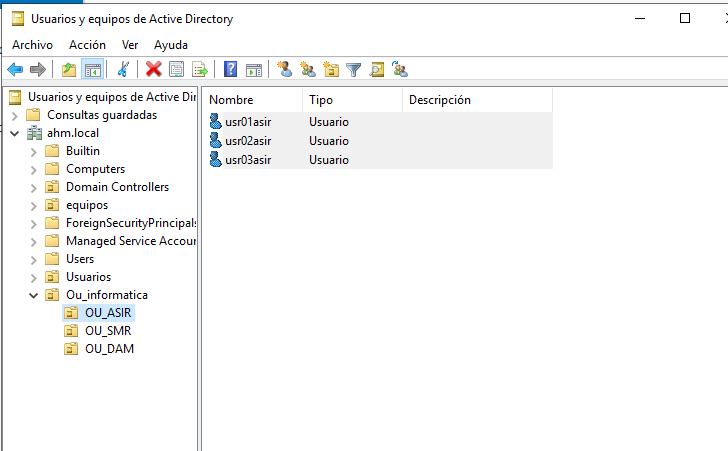 Usuarios y equipos de Active Directory
Archivo Acción Ver Ayuda
Usuarios y equipos de Active Dir
Consultas guardadas
ahm.local
Builtin
Computers
Domain Controllers
equipos
ForeignSecurityPrincipals
Managed Service Accour
Users
Usuarios
Ou_informatica
OU_ASIR
OU_SMR
OU_DAM
Nombre Tipo Descripción
usr01asir Usuario
usr02asir Usuario
usr03asir Usuario